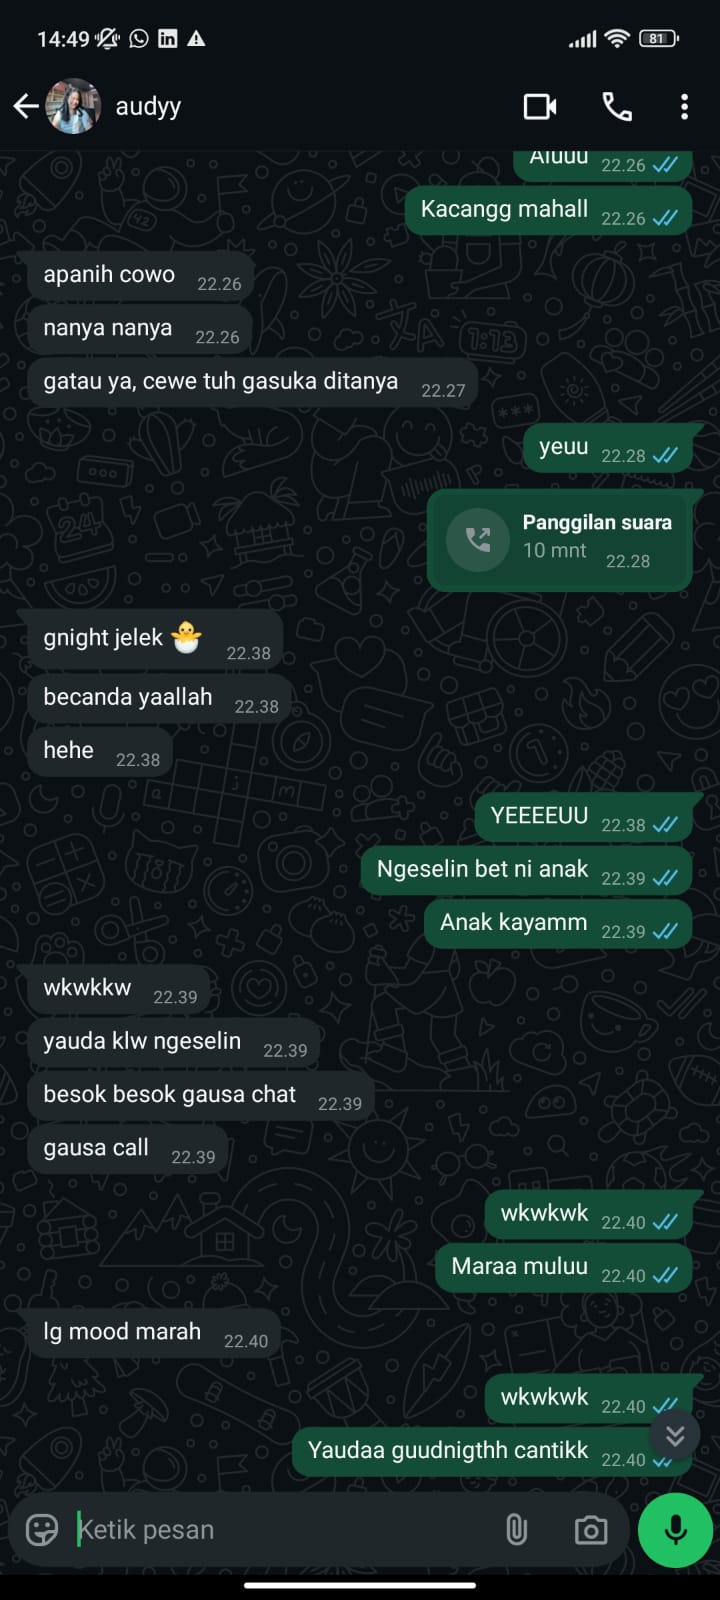 14:49
81
audyy
Aluuu 22.26
Kacangg mahall 22.26
apanih cowo 22.26
nanya nanya 22.26
gatau ya, cewe tuh gasuka ditanya 22.27
yeuu 22.28
Panggilan suara
10 mnt 22.28
gnight jelek 🐣 22.38
becanda yaallah 22.38
hehe 22.38
YEEEEUU 22.38
Ngeselin bet ni anak 22.39
Anak kayamm 22.39
wkwkkw 22.39
yauda klw ngeselin 22.39
besok besok gausa chat 22.39
gausa call 22.39
wkwkwk 22.40
Maraa muluu 22.40
lg mood marah 22.40
wkwkwk 22.40
Yaudaa guudnigthh cantikk 22.40
Ketik pesan